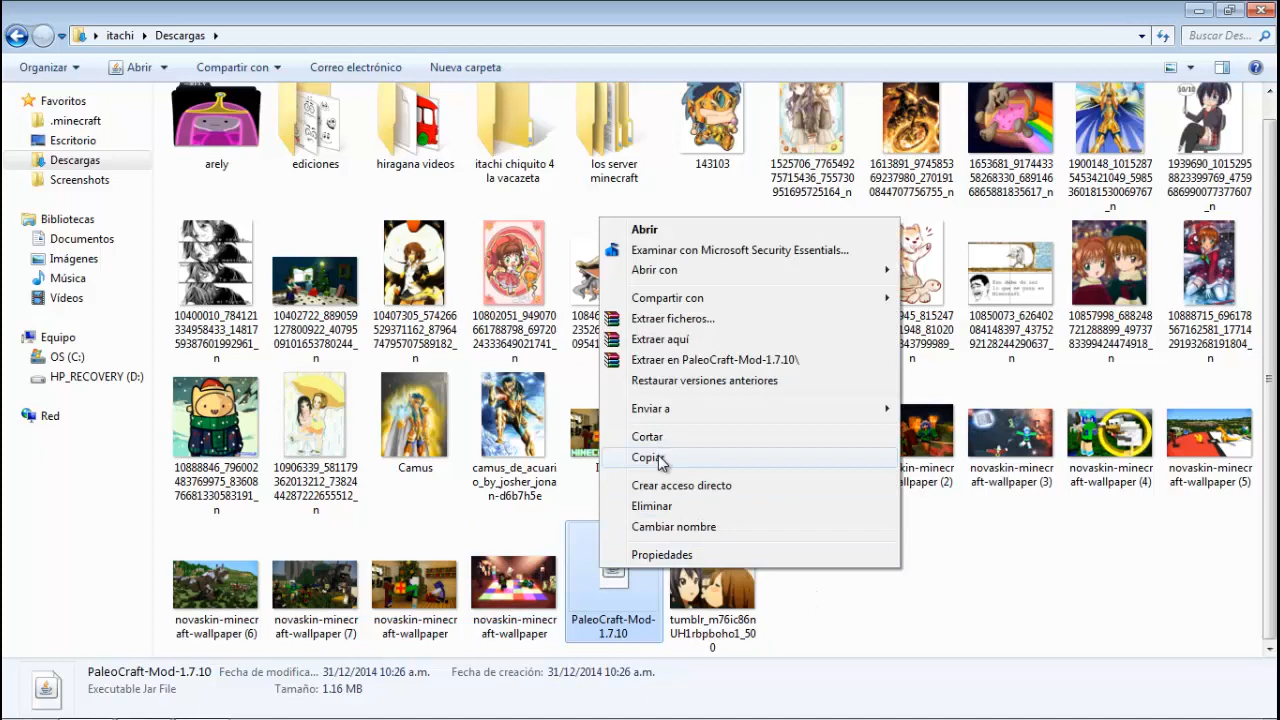 itachi
Descargas
Buscar Des...
Organizar
Abrir
Compartir con
Correo electrónico
Nueva carpeta
Favoritos
.minecraft
Escritorio
Descargas
Screenshots
Bibliotecas
Documentos
Imágenes
Música
Vídeos
Equipo
OS (C:)
HP_RECOVERY (D:)
Red
arely
ediciones
hiragana videos
itachi chiquito 4
la vacazeta
los server
minecraft
143103
1525706_7765492
75715436_755730
951695725164_n
1613891_9745853
69237980_270191
0844707756755_n
1653681_9174433
58268330_689146
6865881835617_n
1900148_1015287
5453421049_5985
360181530069767
_n
1939690_1015295
8823399769_4759
686990077377607
_n
10400010_784121
333654433_14817
59387601992961_
n
10402722_889059
127800922_40795
09101653780044_
n
10407305_574266
529371162_87964
74795707589182_
n
10802051_949070
661788798_69720
24333649021741_
n
10850073_626402
084148397_43752
92128244290637_
n
10857998_688248
721288899_47933
83399424474918_
n
10888715_696178
567162581_17714
29193268191804_
n
10888846_796002
383769975_83608
76681330583191_
n
10906339_581179
362013212_73824
44287222655512_
n
Camus
camus_de_acuari
o_by_josher_jona
n-d6b7h5e
novaskin-minecr
aft-wallpaper (3)
novaskin-minecr
aft-wallpaper (4)
novaskin-minecr
aft-wallpaper (5)
novaskin-minecr
aft-wallpaper (6)
novaskin-minecr
aft-wallpaper (7)
novaskin-minecr
aft-wallpaper
novaskin-minecr
aft-wallpaper
PaleoCraft-Mod-
1.7.10
tumblr_m76ic86n
UH1rbpboho1_50
0
Abrir
Examinar con Microsoft Security Essentials...
Abrir con
Compartir con
Extraer ficheros...
Extraer aquí
Extraer en PaleoCraft-Mod-1.7.10\
Restaurar versiones anteriores
Enviar a
Cortar
Copiar
Crear acceso directo
Eliminar
Cambiar nombre
Propiedades
PaleoCraft-Mod-1.7.10
Fecha de modifica... 31/12/2014 10:26 a.m.
Fecha de creación: 31/12/2014 10:26 a.m.
Executable Jar File
Tamaño: 1.16 MB